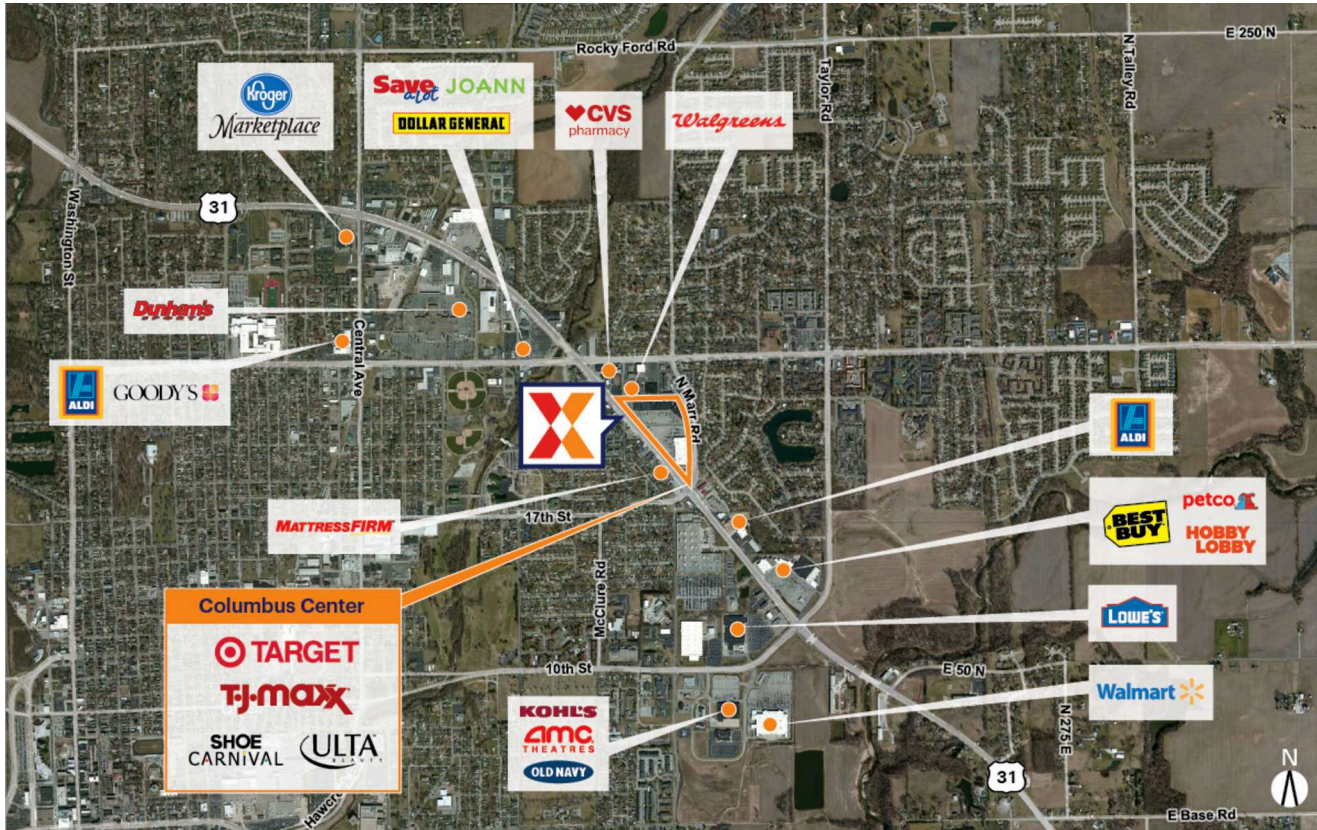 Rocky Ford Rd
E 250 N
N Talley Rd
Taylor Rd
Kroger
Marketplace
Save a lot JOANN
DOLLAR GENERAL
CVS
pharmacy
Walgreens
31
Washington St
Dunham's
SPORTS
Central Ave
ALDI
GOODY'S
N Marr Rd
ALDI
MATTRESSFIRM
17th St
BEST BUY
petco
HOBBY LOBBY
McClure Rd
Columbus Center
TARGET
T·J·maxx
SHOE CARNiVAL
ULTA
BEAUTY
LOWE'S
10th St
E 50 N
KOHL'S
amc
THEATRES
OLD NAVY
Walmart
N 275 E
31
N
E Base Rd